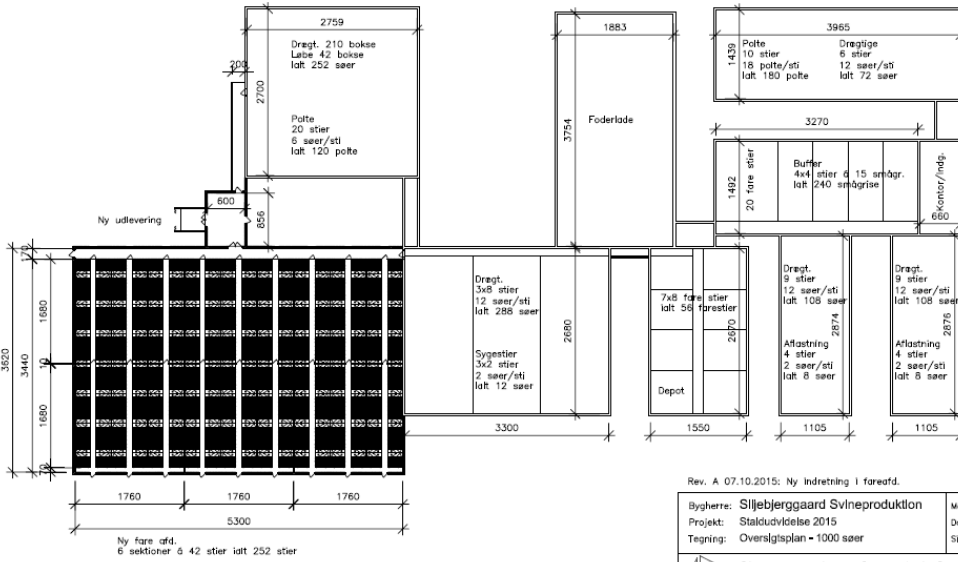 2759
Drægt. 210 bokse
Løbe 42 bokse
Ialt 252 søer
200
2700
Polte
20 stier
6 søer/sti
Ialt 120 polte
600
856
Ny udlevering
1883
3754
Foderlade
3965
1439
Polte
10 stier
18 polte/sti
Ialt 180 polte
Drægtige
6 stier
12 søer/sti
Ialt 72 søer
3270
1492
20 fare stier
Buffer
4x4 stier á 15 smågr.
Ialt 240 smågrise
Kontor/indg.
660
170
1680
10
1680
70
3440
3620
1760
1760
1760
5300
Ny fare afd.
6 sektioner á 42 stier ialt 252 stier
Drægt.
3x8 stier
12 søer/sti
Ialt 288 søer
Sygestier
3x2 stier
2 søer/sti
Ialt 12 søer
2680
3300
7x8 fare stier
ialt 56 farestier
2670
Depot
1550
Drægt.
9 stier
12 søer/sti
Ialt 108 søer
2874
Aflastning
4 stier
2 søer/sti
Ialt 8 søer
1105
Drægt.
9 stier
12 søer/sti
Ialt 108 søer
2876
Aflastning
4 stier
2 søer/sti
Ialt 8 søer
1105
Rev. A 07.10.2015: Ny indretning i fareafd.
Bygherre: Siljebjerggaard Svineproduktion
Projekt: Staldudvidelse 2015
Tegning: Oversigtsplan - 1000 søer